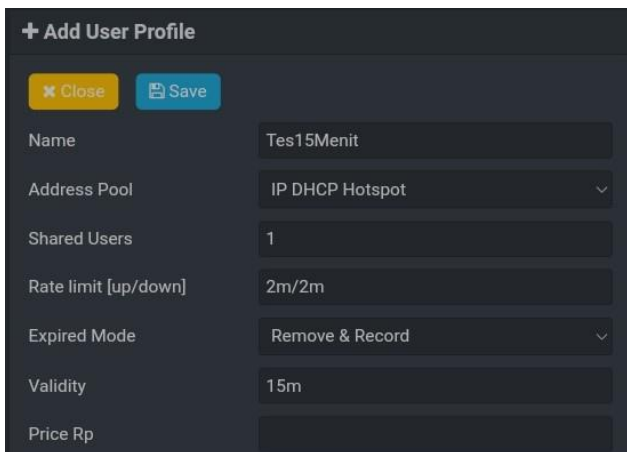 Add User Profile
Close Save
Name Tes15Menit
Address Pool IP DHCP Hotspot
Shared Users 1
Rate limit [up/down] 2m/2m
Expired Mode Remove & Record
Validity 15m
Price Rp